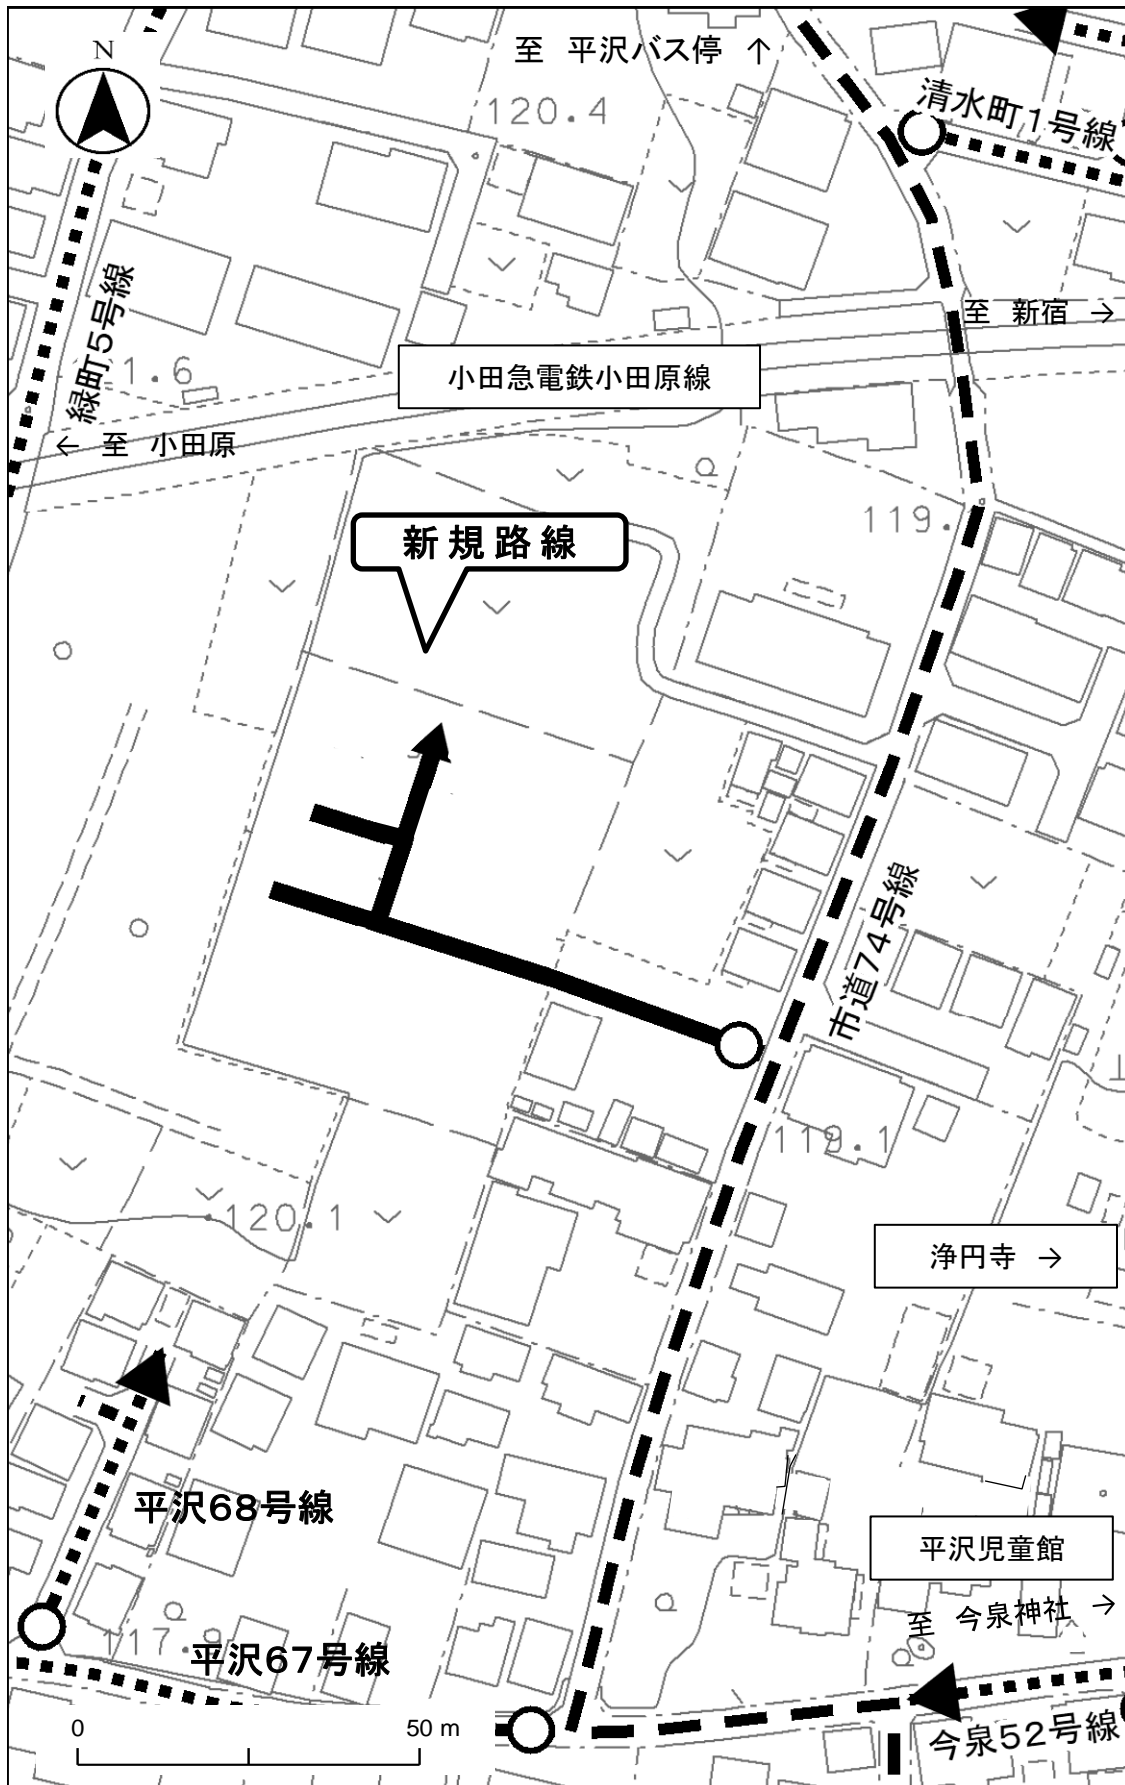 至 平沢バス停 ↑
N
120.4
清水町1号線
緑町5号線
至 新宿 →
小田急電鉄小田原線
1.6
← 至 小田原
119.
新規路線
市道74号線
119.1
120.1
浄円寺 →
平沢68号線
平沢児童館
至 今泉神社 →
117.9
平沢67号線
今泉52号線
0 50 m